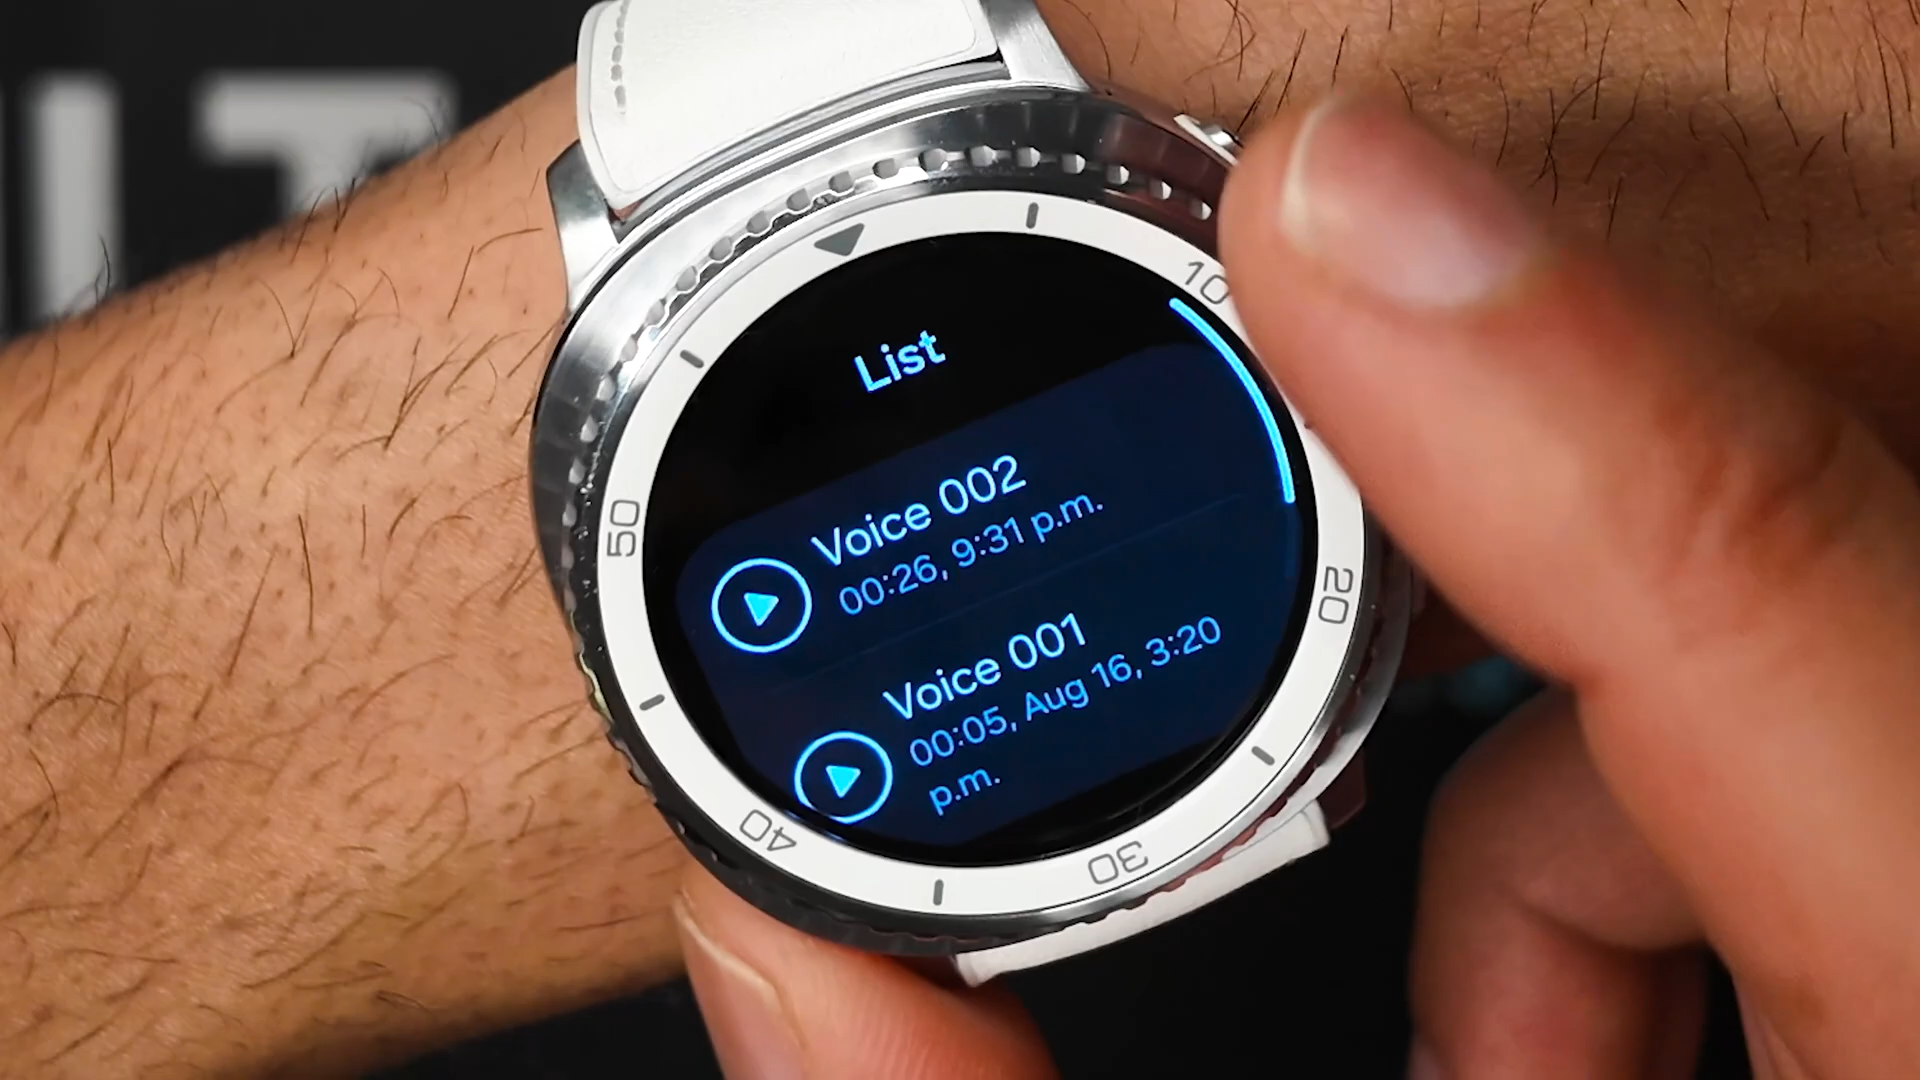 List
Voice 002
00:26, 9:31 p.m.
Voice 001
00:05, Aug 16, 3:20
p.m.
10
20
30
40
50